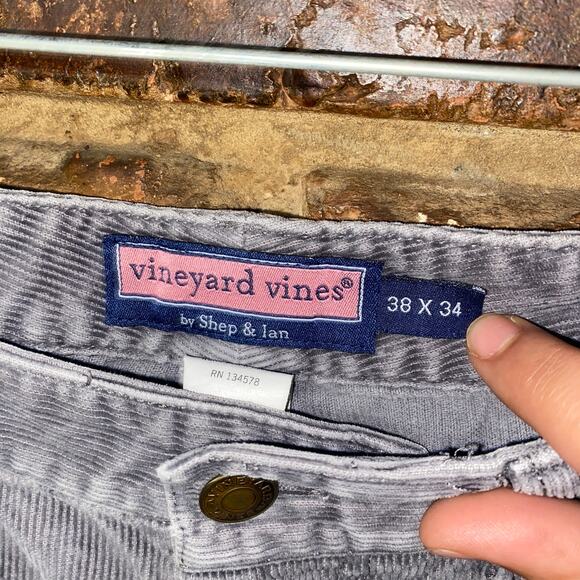 vineyard vines®
by Shep & Ian
38 X 34
RN 134578